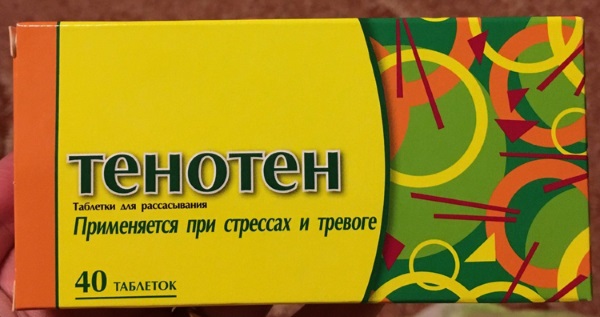 ТЕНОТЕН
Таблетки для рассасывания
Применяется при стрессах и тревоге
40 ТАБЛЕТОК